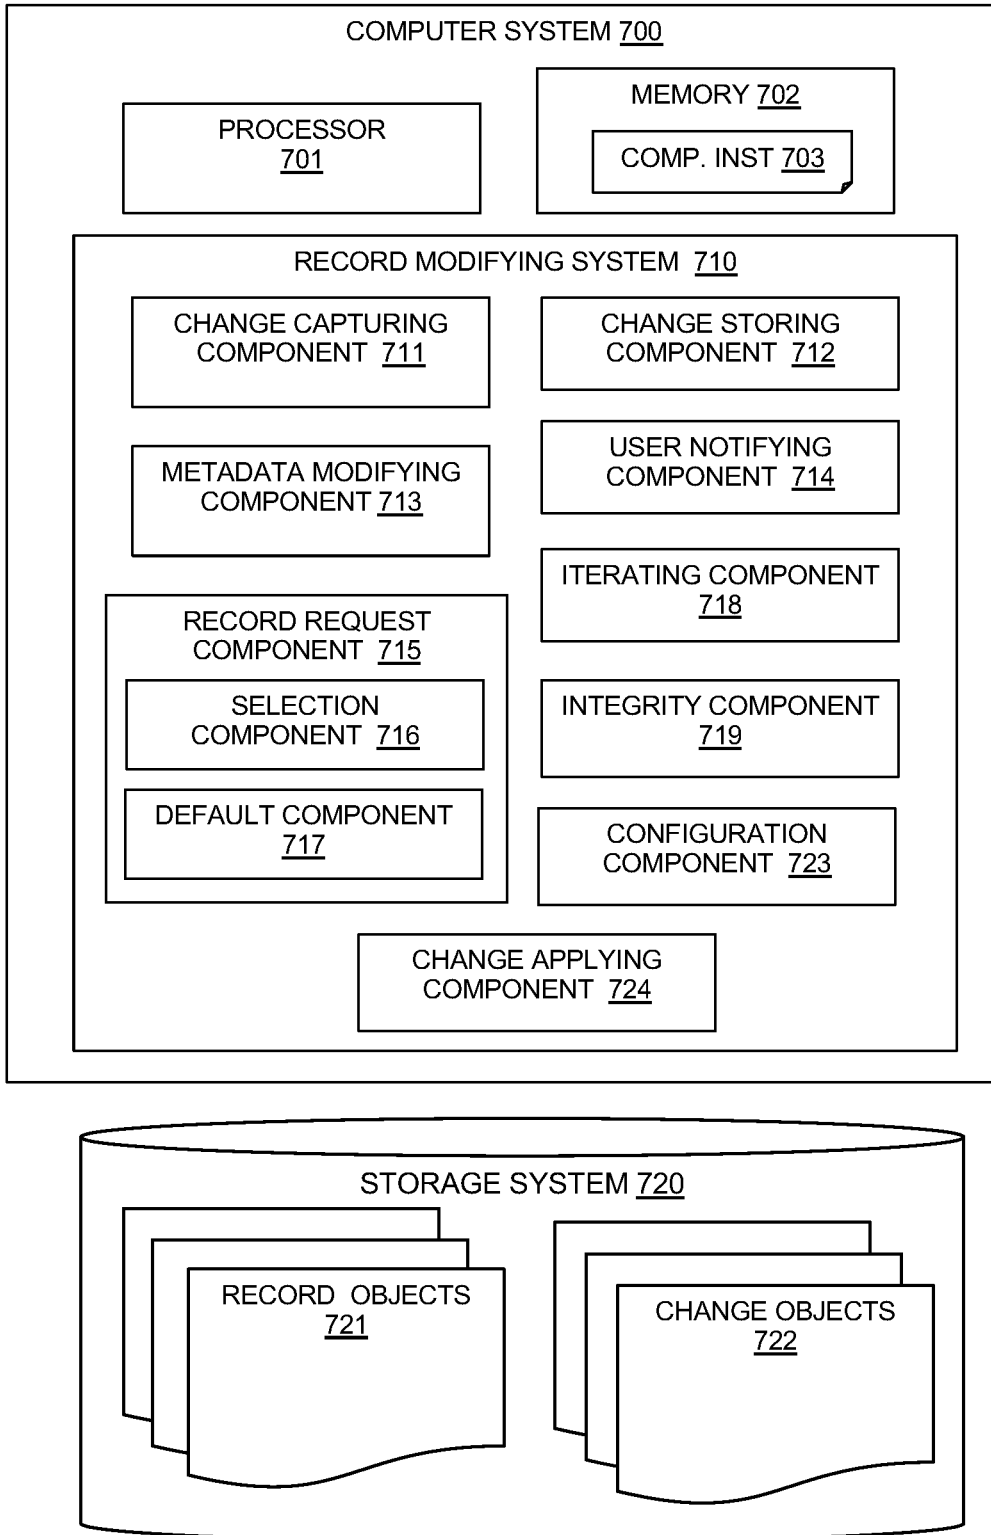 COMPUTER SYSTEM 700
PROCESSOR
701
MEMORY 702
COMP. INST 703
RECORD MODIFYING SYSTEM 710
CHANGE CAPTURING
COMPONENT 711
CHANGE STORING
COMPONENT 712
METADATA MODIFYING
COMPONENT 713
USER NOTIFYING
COMPONENT 714
RECORD REQUEST
COMPONENT 715
SELECTION
COMPONENT 716
DEFAULT COMPONENT
717
ITERATING COMPONENT
718
INTEGRITY COMPONENT
719
CONFIGURATION
COMPONENT 723
CHANGE APPLYING
COMPONENT 724
STORAGE SYSTEM 720
RECORD OBJECTS
721
CHANGE OBJECTS
722